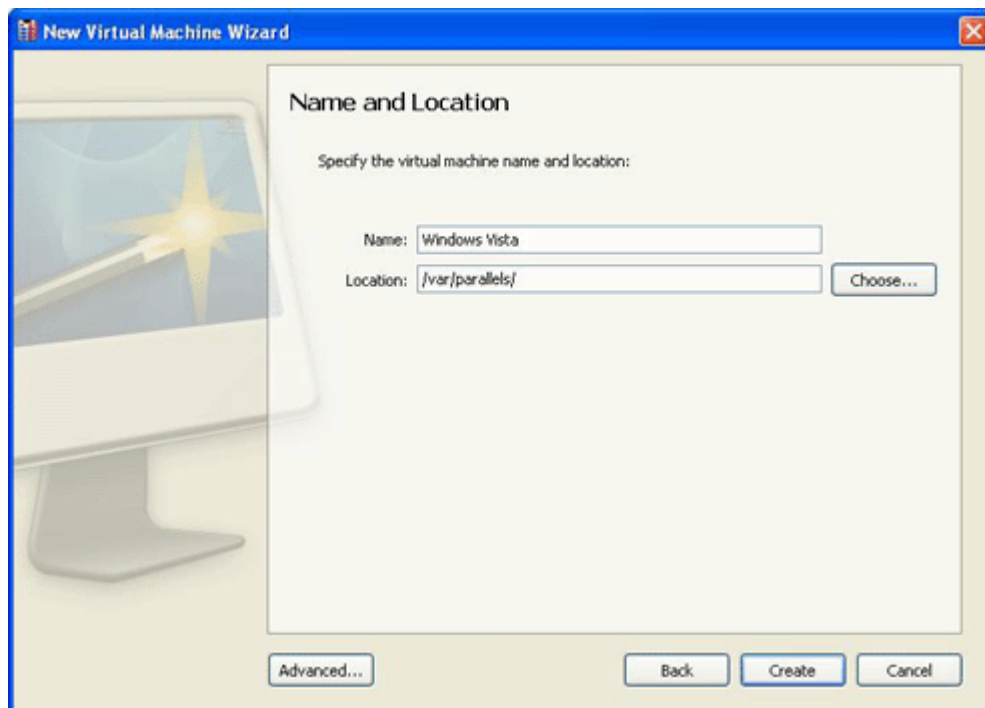 New Virtual Machine Wizard
Name and Location
Specify the virtual machine name and location:
Name: Windows Vista
Location: /var/parallels/ Choose...
Advanced... Back Create Cancel